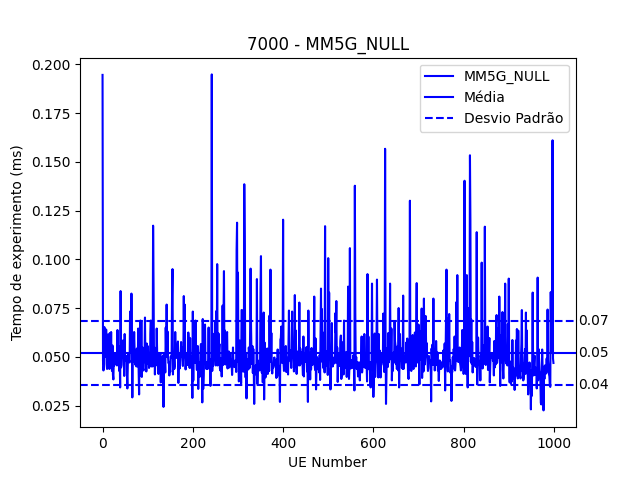 7000 - MM5G_NULL
MM5G_NULL
Média
Desvio Padrão
Tempo de experimento (ms)
0.200
0.175
0.150
0.125
0.100
0.075
0.050
0.025
0.07
0.05
0.04
0 200 400 600 800 1000
UE Number